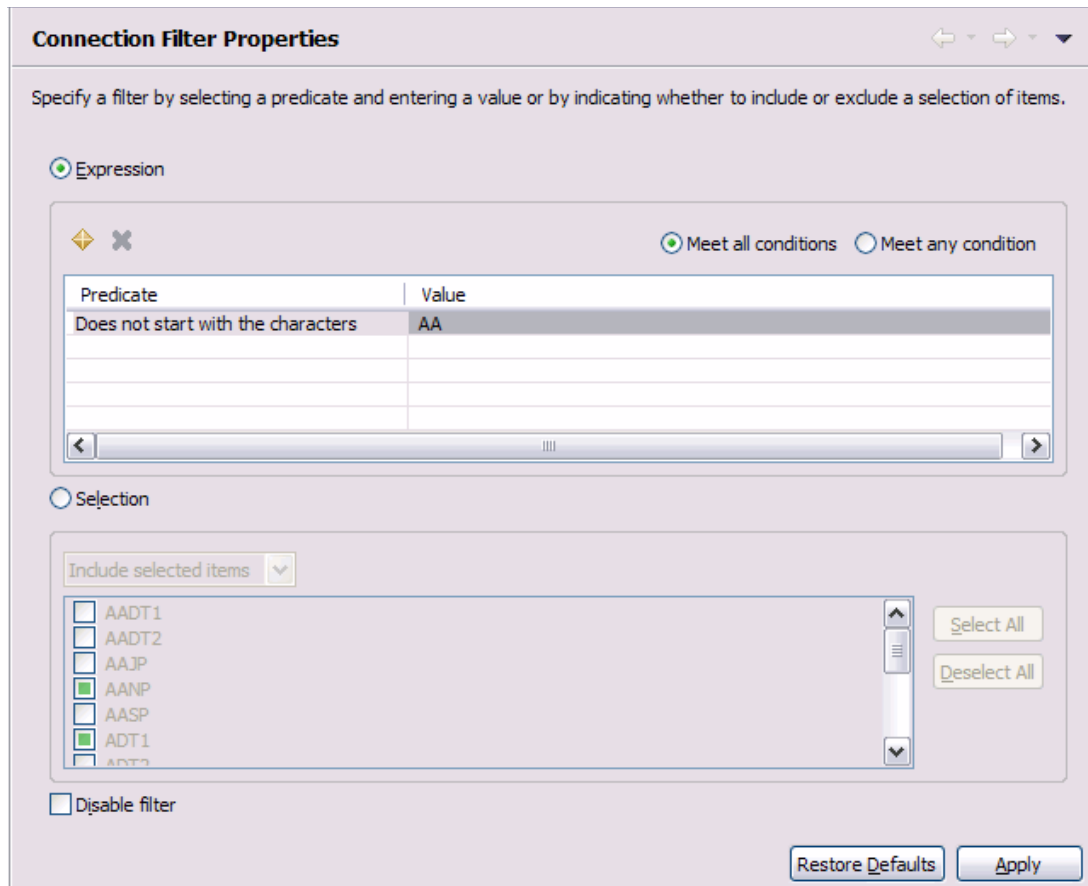 Connection Filter Properties
Specify a filter by selecting a predicate and entering a value or by indicating whether to include or exclude a selection of items.
Expression
Meet all conditions Meet any condition
Predicate Value
Does not start with the characters AA
Selection
Include selected items
AADT1
AADT2
AAJP
AANP
AASP
ADT1
ADT2
Select All
Deselect All
Disable filter
Restore Defaults Apply